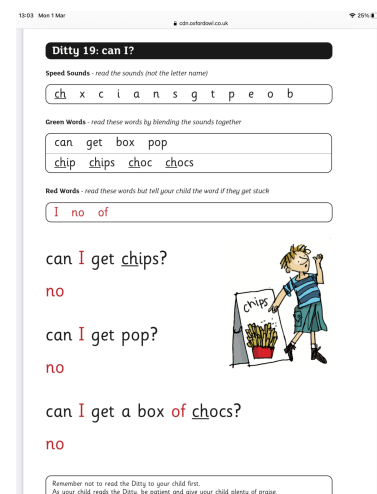 13:03 Mon 1 Mar 25%
cdn.oxfordowl.co.uk
Ditty 19: can I?
Speed Sounds - read the sounds (not the letter name)
ch x c i a n s g t p e o b
Green Words - read these words by blending the sounds together
can get box pop
chip chips choc chocs
Red Words - read these words but tell your child the word if they get stuck
I no of
can I get chips?
no
chips
can I get pop?
no
can I get a box of chocs?
no
Remember not to read the Ditty to your child first.
As your child reads the Ditty, be patient and give your child plenty of praise.